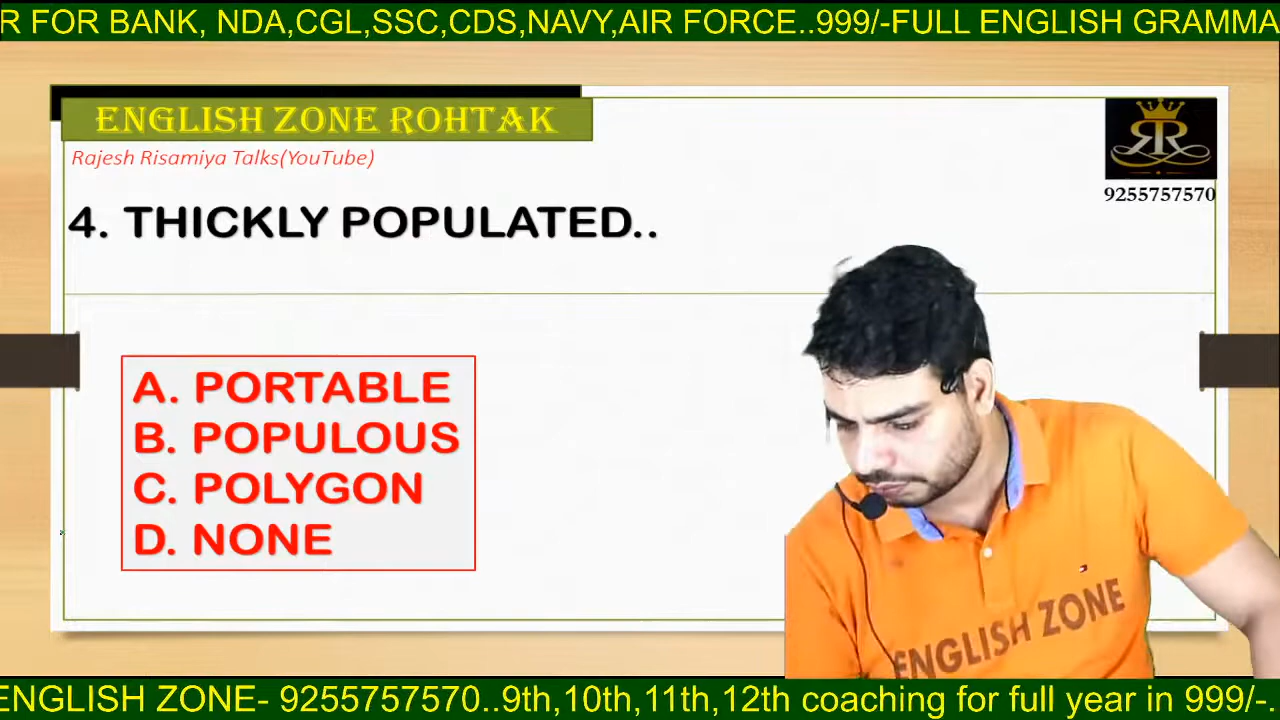 R FOR BANK, NDA,CGL,SSC,CDS,NAVY,AIR FORCE..999/-FULL ENGLISH GRAMMA
ENGLISH ZONE ROHTAK
Rajesh Risamiya Talks(YouTube)
RR
9255757570
4. THICKLY POPULATED..
A. PORTABLE
B. POPULOUS
C. POLYGON
D. NONE
ENGLISH ZONE
ENGLISH ZONE- 9255757570..9th,10th,11th,12th coaching for full year in 999/-.